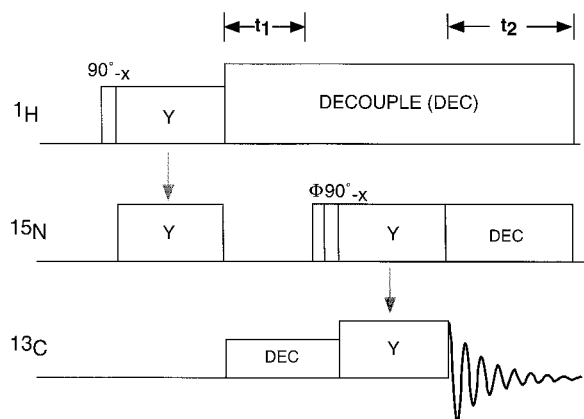 t₁
t₂
90°-x
¹H
Y
DECOUPLE (DEC)
Φ90°-x
¹⁵N
Y
Y
DEC
¹³C
DEC
Y